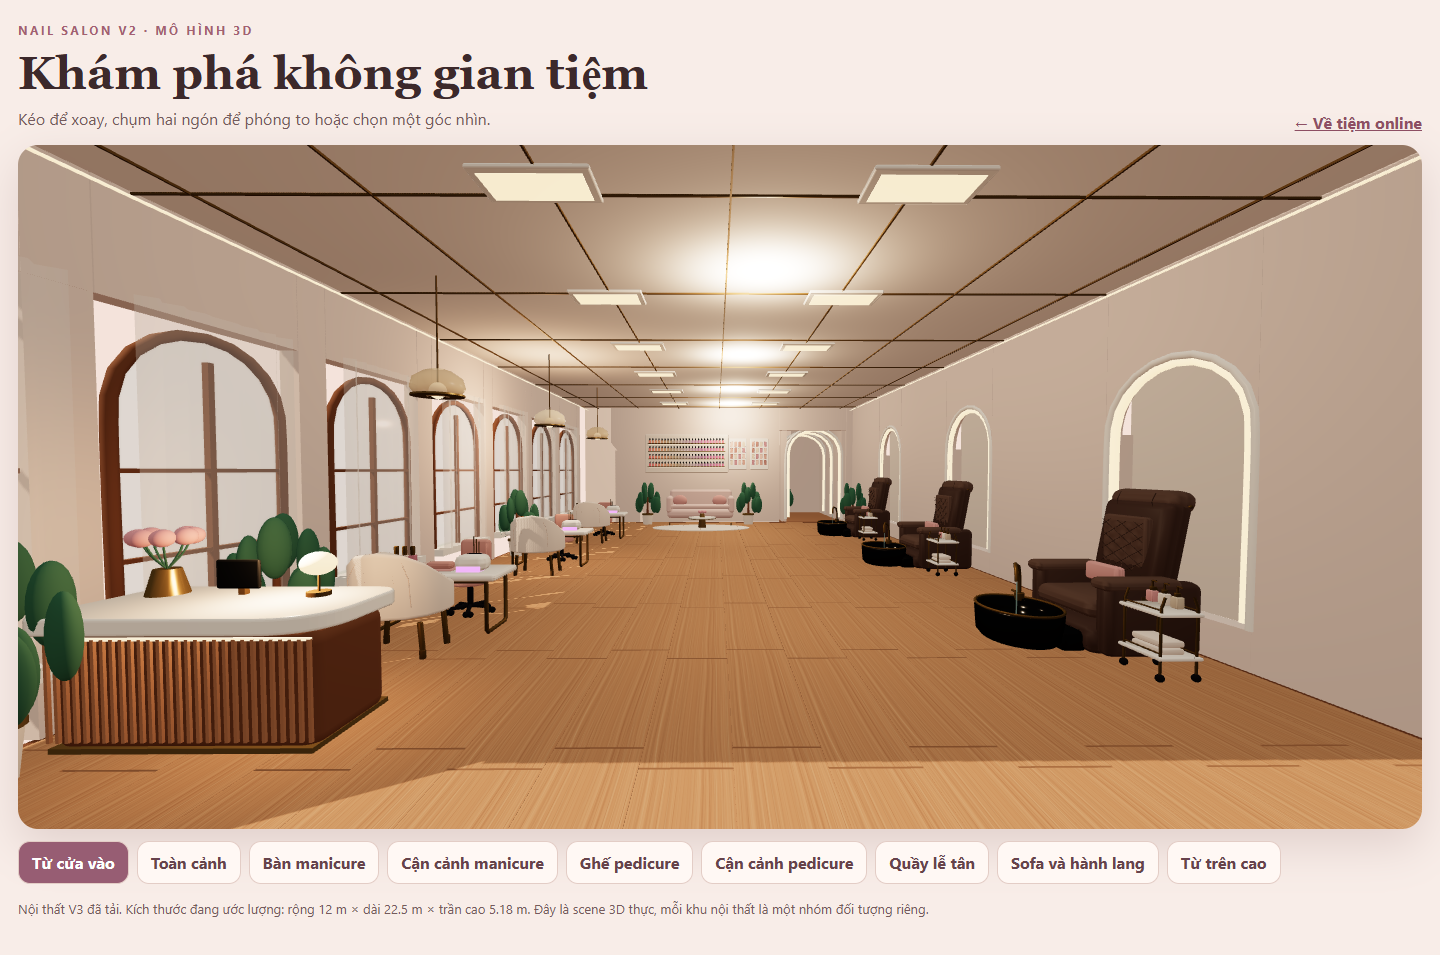 NAIL SALON V2 · MÔ HÌNH 3D
Khám phá không gian tiệm
Kéo để xoay, chụm hai ngón để phóng to hoặc chọn một góc nhìn.
← Về tiệm online
Từ cửa vào
Toàn cảnh
Bàn manicure
Cận cảnh manicure
Ghế pedicure
Cận cảnh pedicure
Quầy lễ tân
Sofa và hành lang
Từ trên cao
Nội thất V3 đã tải. Kích thước đang ước lượng: rộng 12 m × dài 22.5 m × trần cao 5.18 m. Đây là scene 3D thực, mỗi khu nội thất là một nhóm đối tượng riêng.